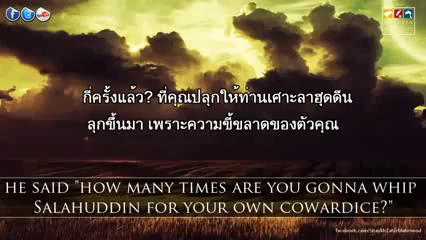 กี่ครั้งแล้ว? ที่คุณปลุกให้ท่านเศาะลาฮุดดีน
ลุกขึ้นมา เพราะความขี้ขลาดของตัวคุณ
HE SAID "HOW MANY TIMES ARE YOU GONNA WHIP
SALAHUDDIN FOR YOUR OWN COWARDICE?"